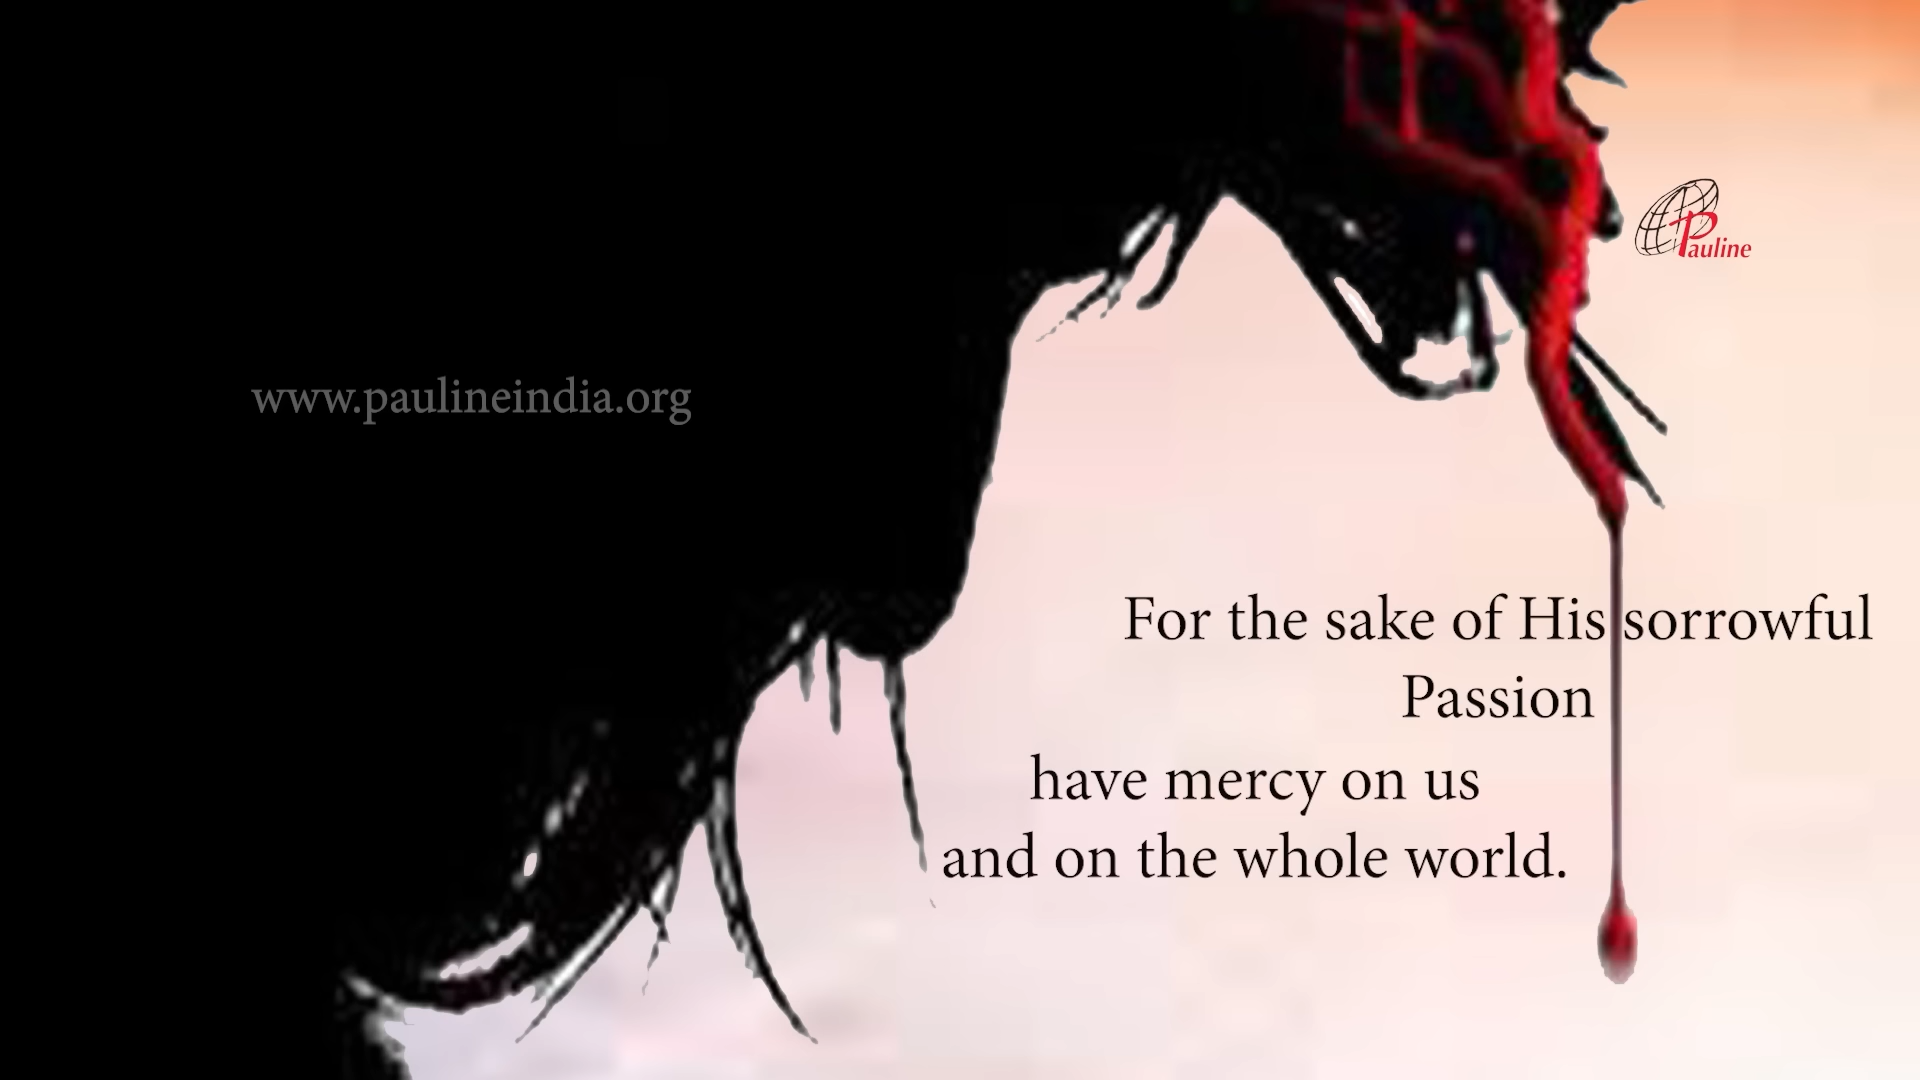 Pauline
www.paulineindia.org
For the sake of His sorrowful
Passion
have mercy on us
and on the whole world.